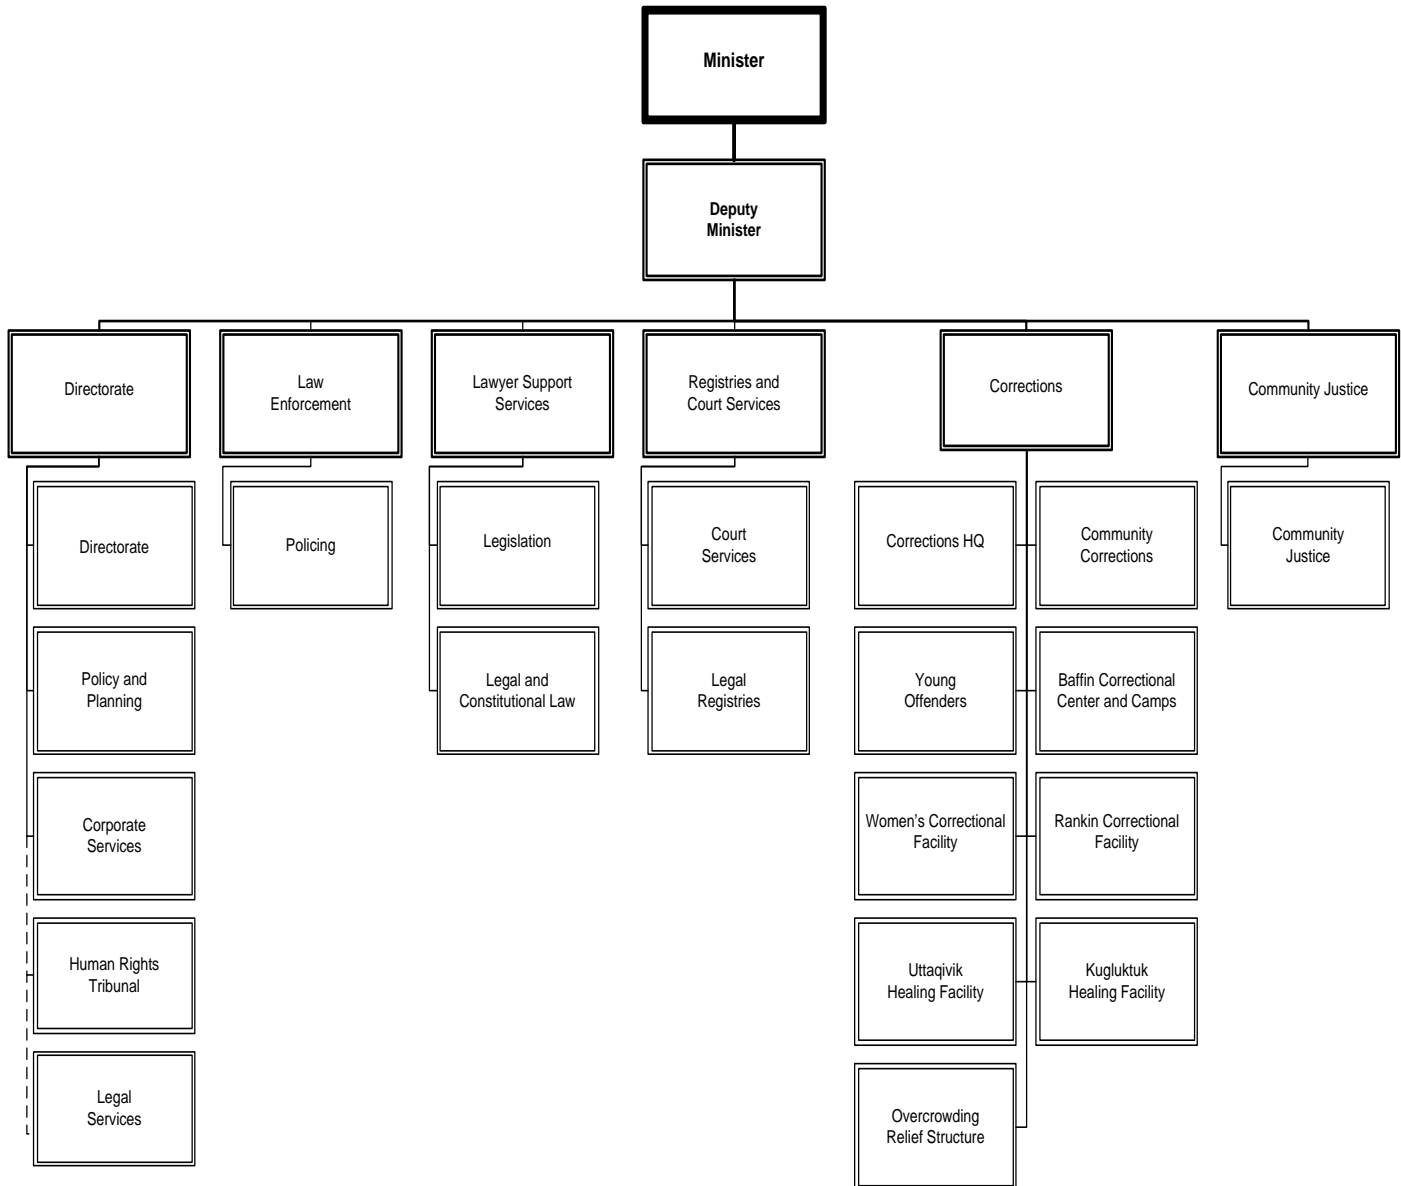 Minister
Deputy
Minister
Directorate
Law
Enforcement
Lawyer Support
Services
Registries and
Court Services
Corrections
Community Justice
Directorate
Policing
Legislation
Court
Services
Corrections HQ
Community
Corrections
Community
Justice
Policy and
Planning
Legal and
Constitutional Law
Legal
Registries
Young
Offenders
Baffin Correctional
Center and Camps
Corporate
Services
Women's Correctional
Facility
Rankin Correctional
Facility
Human Rights
Tribunal
Uttaqivik
Healing Facility
Kugluktuk
Healing Facility
Legal
Services
Overcrowding
Relief Structure